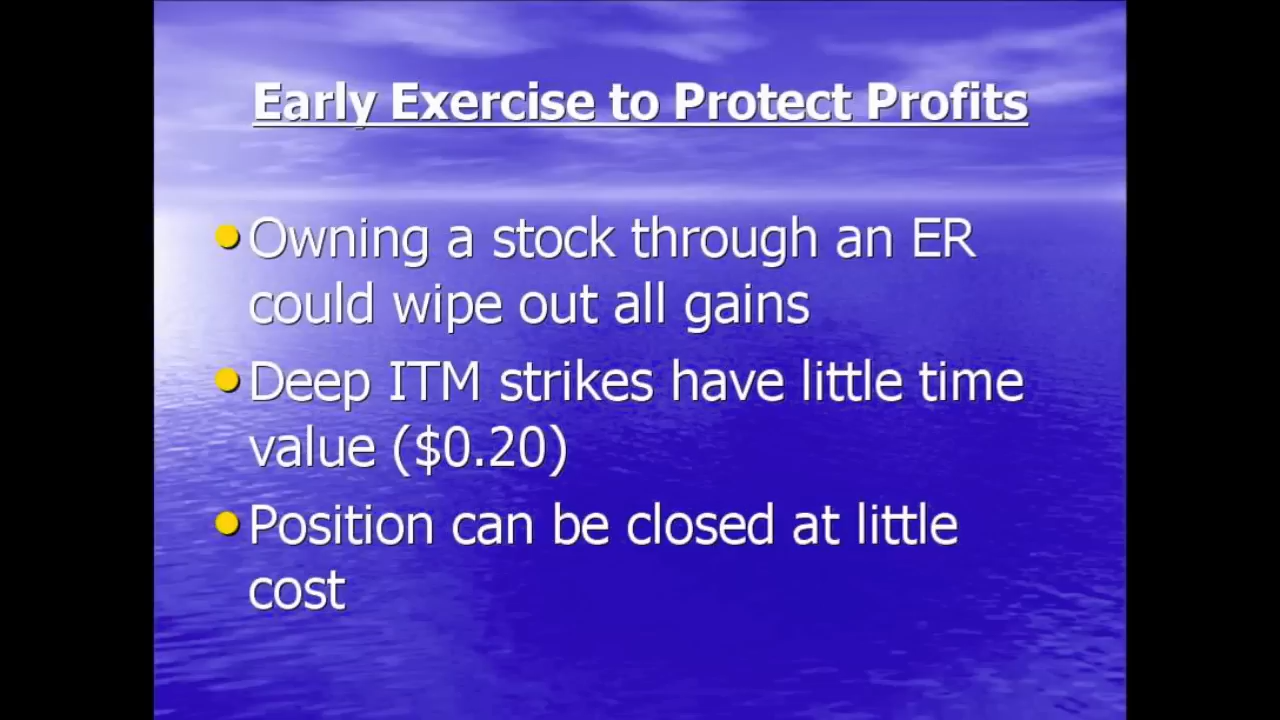 Early Exercise to Protect Profits
• Owning a stock through an ER
could wipe out all gains
• Deep ITM strikes have little time
value ($0.20)
• Position can be closed at little
cost